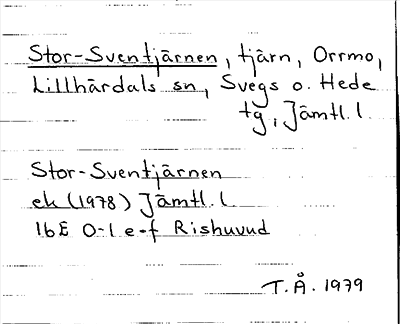 Stor-Sventjärnen, tjärn, Orrmo,
Lillhärdals sn, Svegs o. Hede
tg, Jämtl. l.
Stor-Sventjärnen
ek (1978) Jämtl. l
16E 0-1 e-f Rishuvud
T.Å. 1979